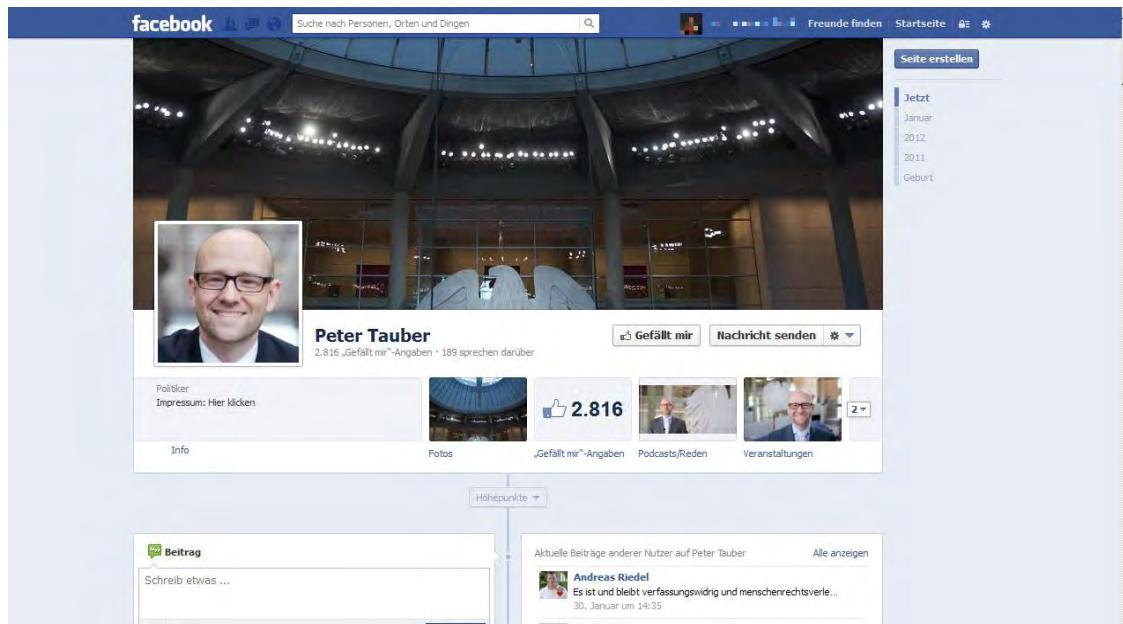 facebook
Suche nach Personen, Orten und Dingen
Freunde finden Startseite
Seite erstellen
Jetzt
Januar
2012
2011
Geburt
Peter Tauber
2.816 „Gefällt mir“-Angaben · 189 sprechen darüber
Gefällt mir
Nachricht senden
Politiker
Impressum: Hier klicken
Info
2.816
2
Fotos
„Gefällt mir“-Angaben
Podcasts/Reden
Veranstaltungen
Höhepunkte
Beitrag
Schreib etwas ...
Aktuelle Beiträge anderer Nutzer auf Peter Tauber Alle anzeigen
Andreas Riedel
Es ist und bleibt verfassungswidrig und menschenrechtsverle...
30. Januar um 14:35